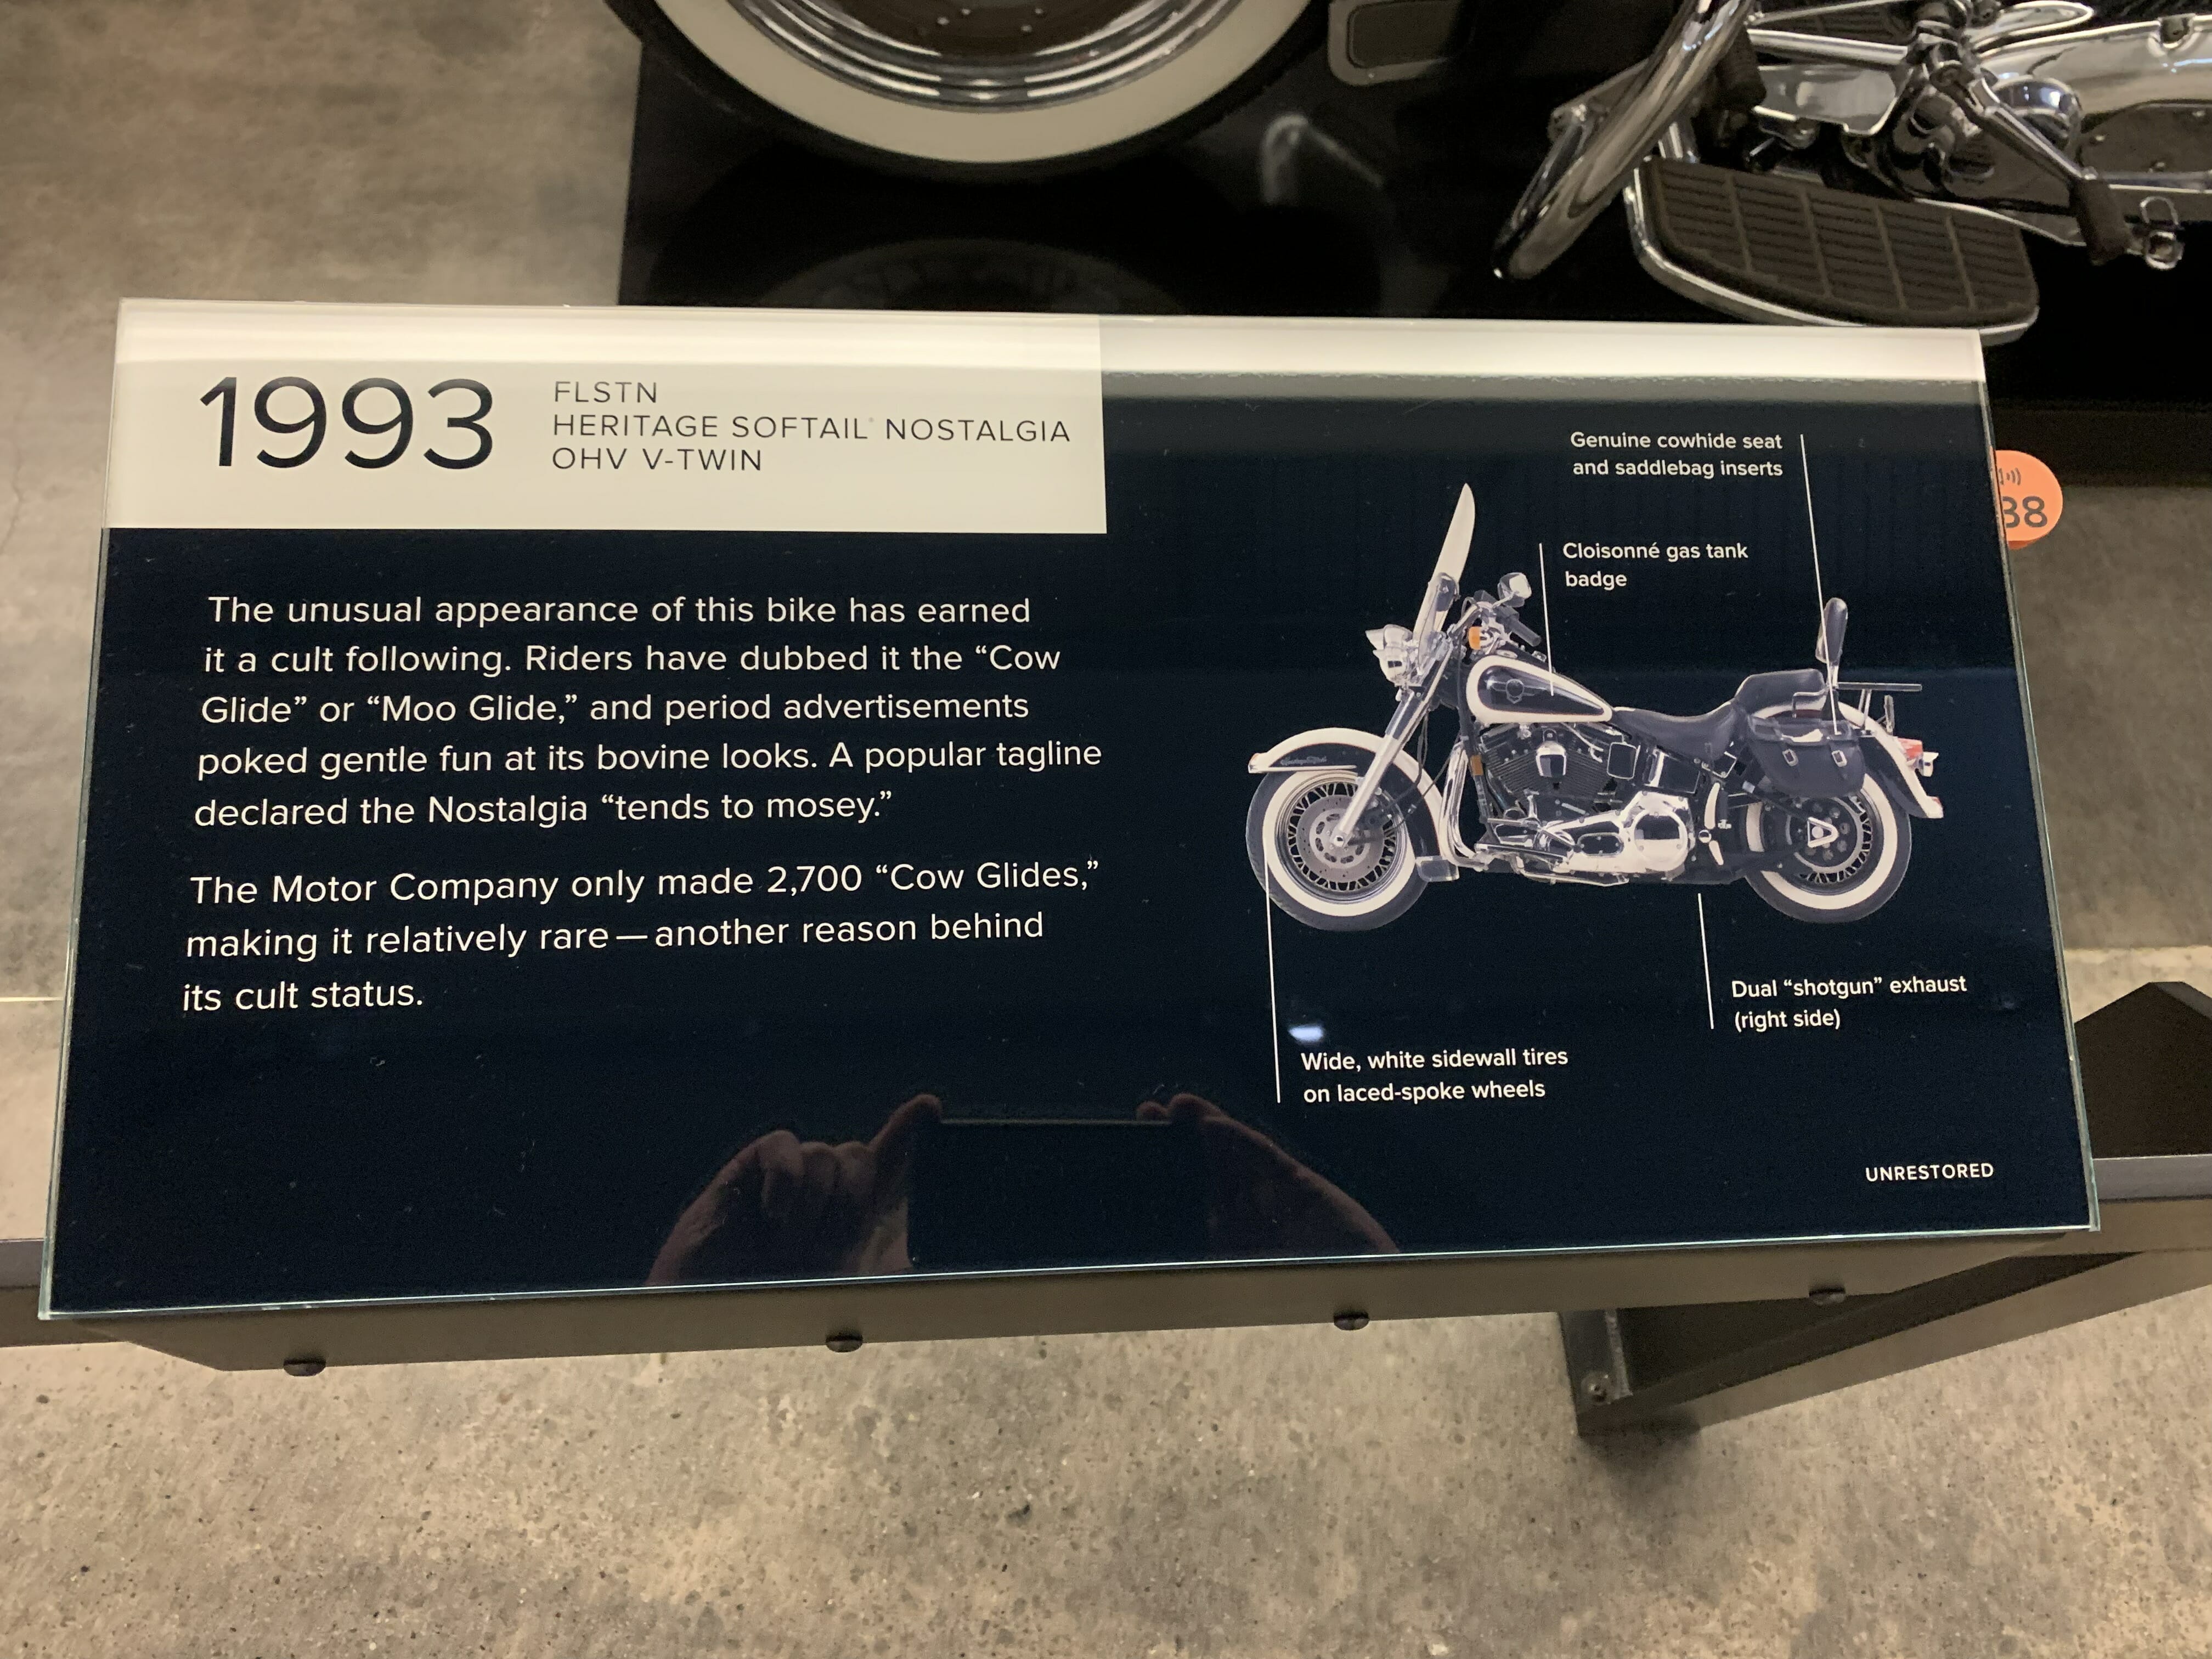 1993
FLSTN
HERITAGE SOFTAIL® NOSTALGIA
OHV V-TWIN
The unusual appearance of this bike has earned
it a cult following. Riders have dubbed it the “Cow
Glide” or “Moo Glide,” and period advertisements
poked gentle fun at its bovine looks. A popular tagline
declared the Nostalgia “tends to mosey.”
The Motor Company only made 2,700 “Cow Glides,”
making it relatively rare — another reason behind
its cult status.
Genuine cowhide seat
and saddlebag inserts
Cloisonné gas tank
badge
Dual “shotgun” exhaust
(right side)
Wide, white sidewall tires
on laced-spoke wheels
UNRESTORED
38